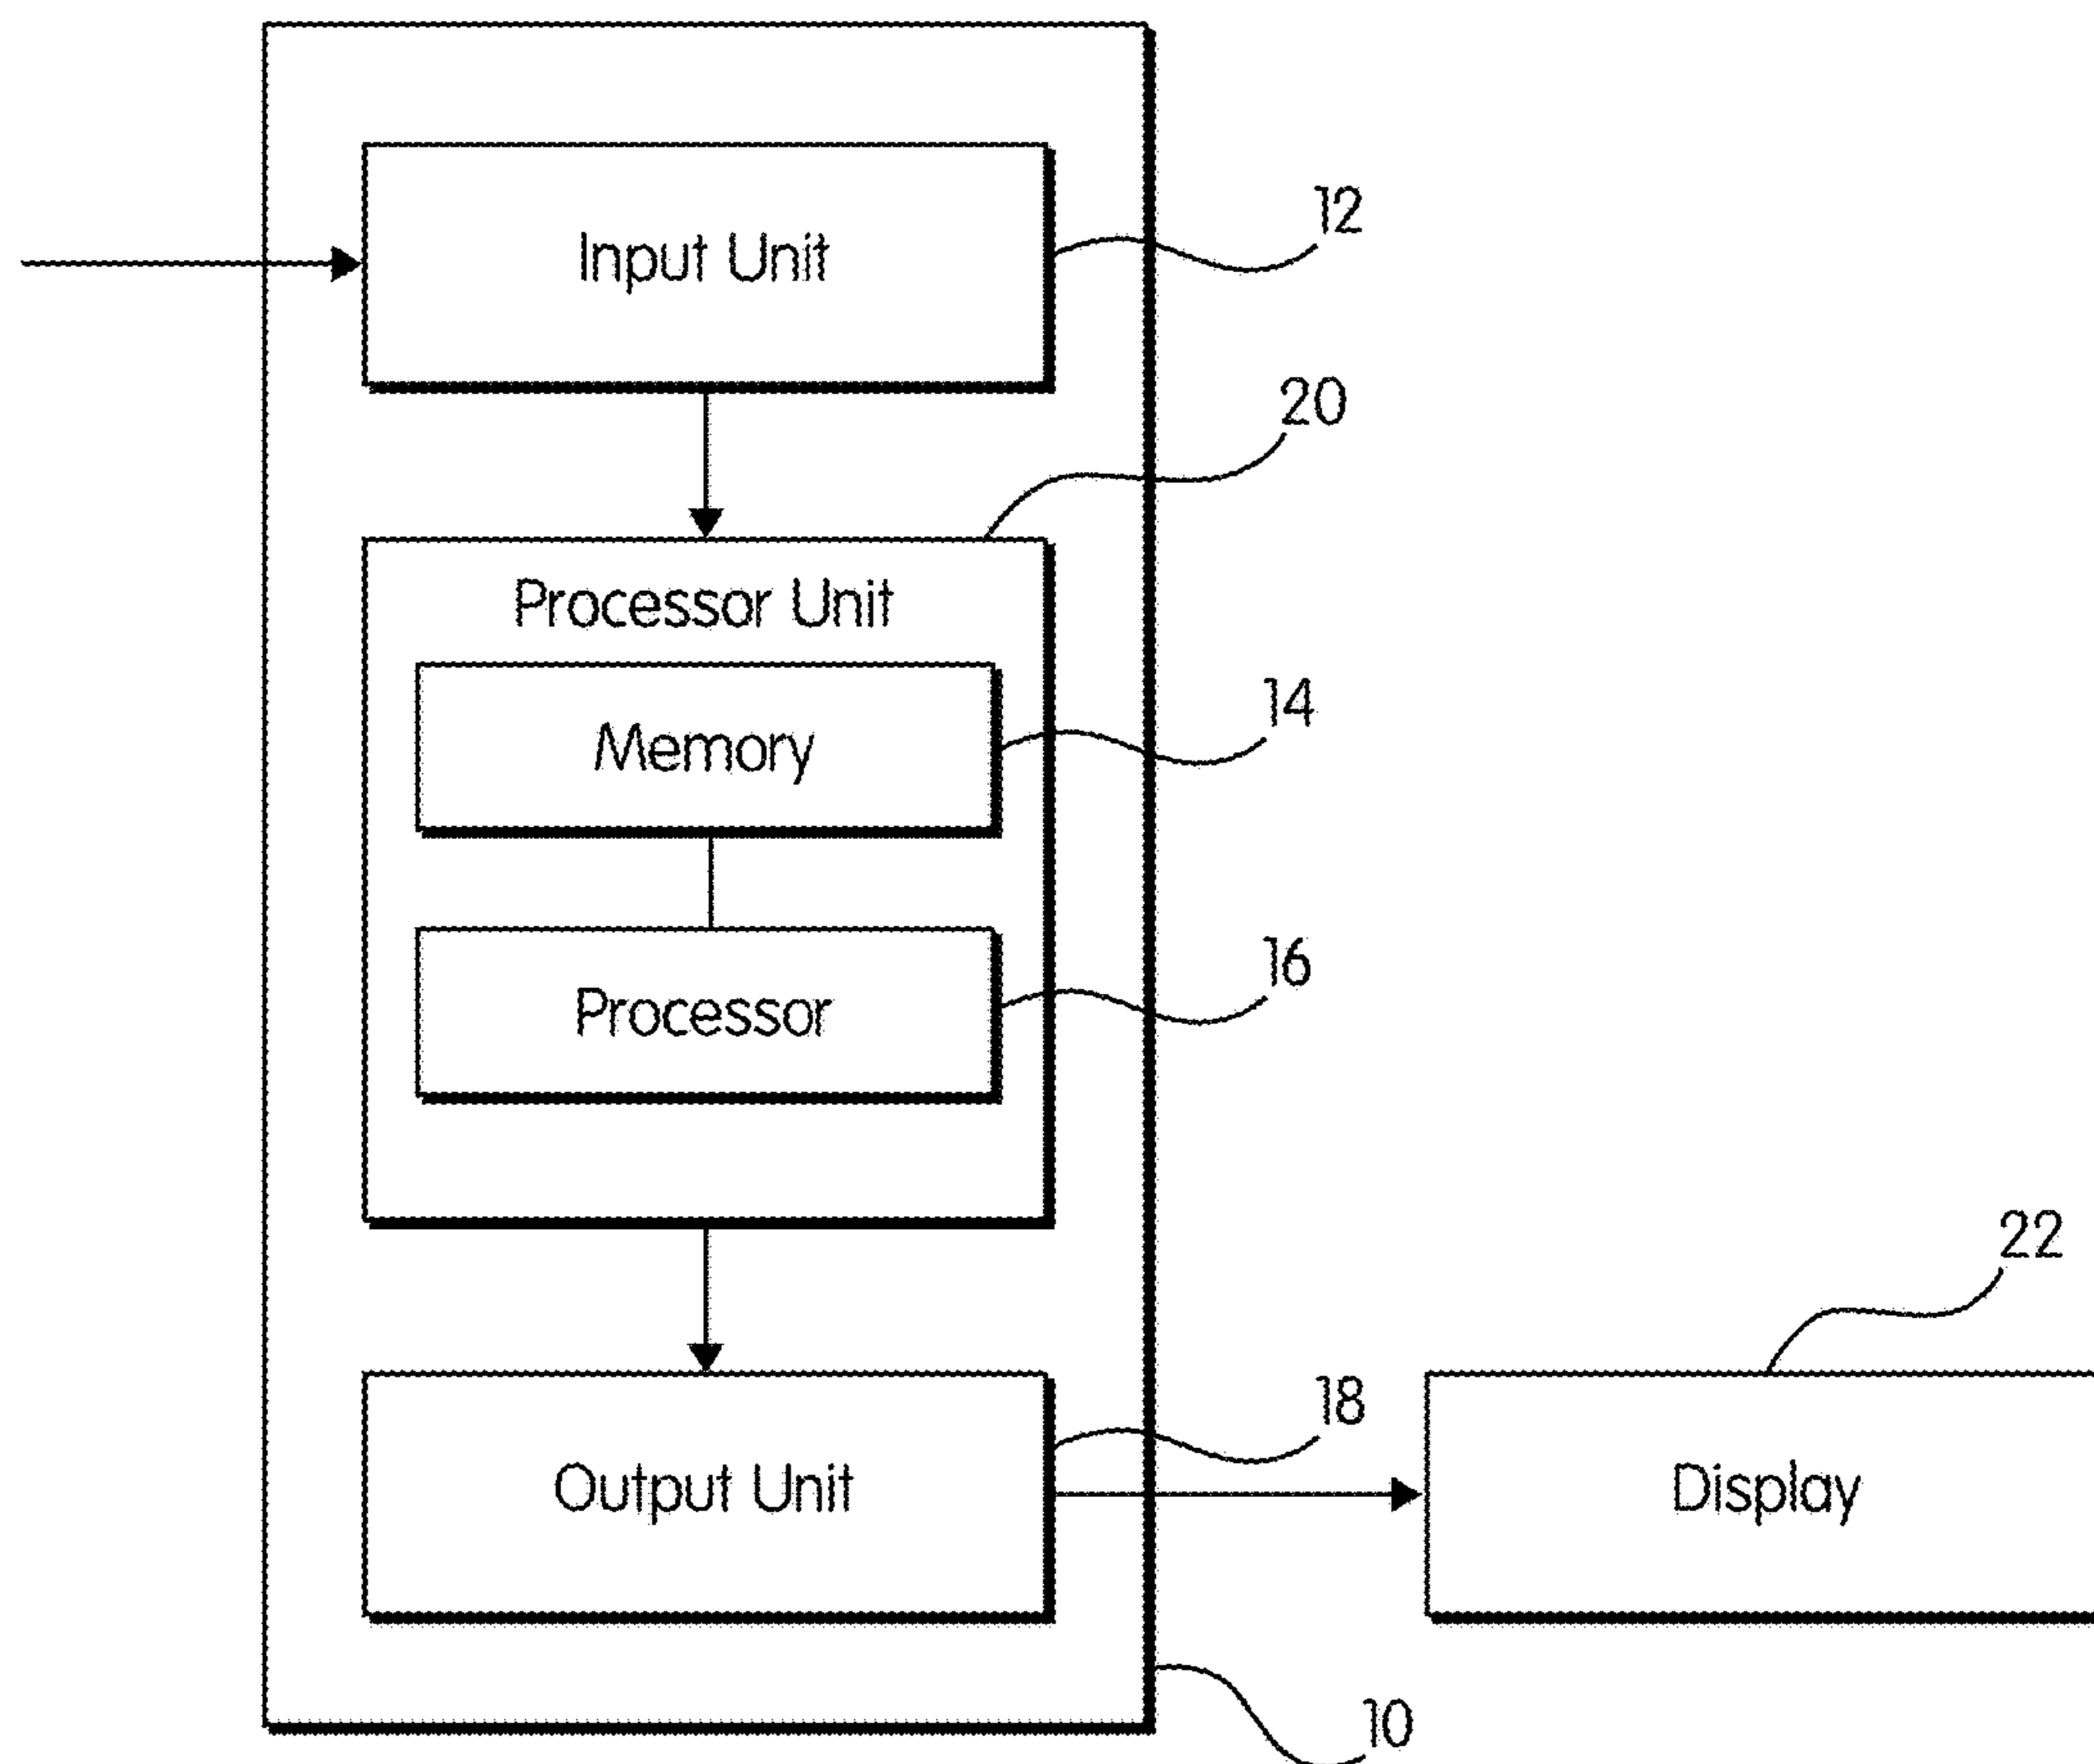 Input Unit
12
20
Processor Unit
Memory
14
Processor
16
22
Output Unit
18
Display
10